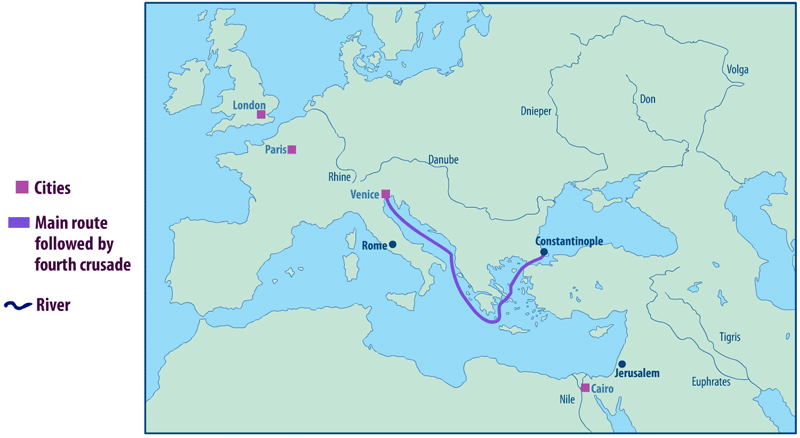 Cities
Main route
followed by
fourth crusade
River
London
Paris
Rhine
Danube
Venice
Rome
Constantinople
Dnieper
Don
Volga
Tigris
Euphrates
Jerusalem
Cairo
Nile